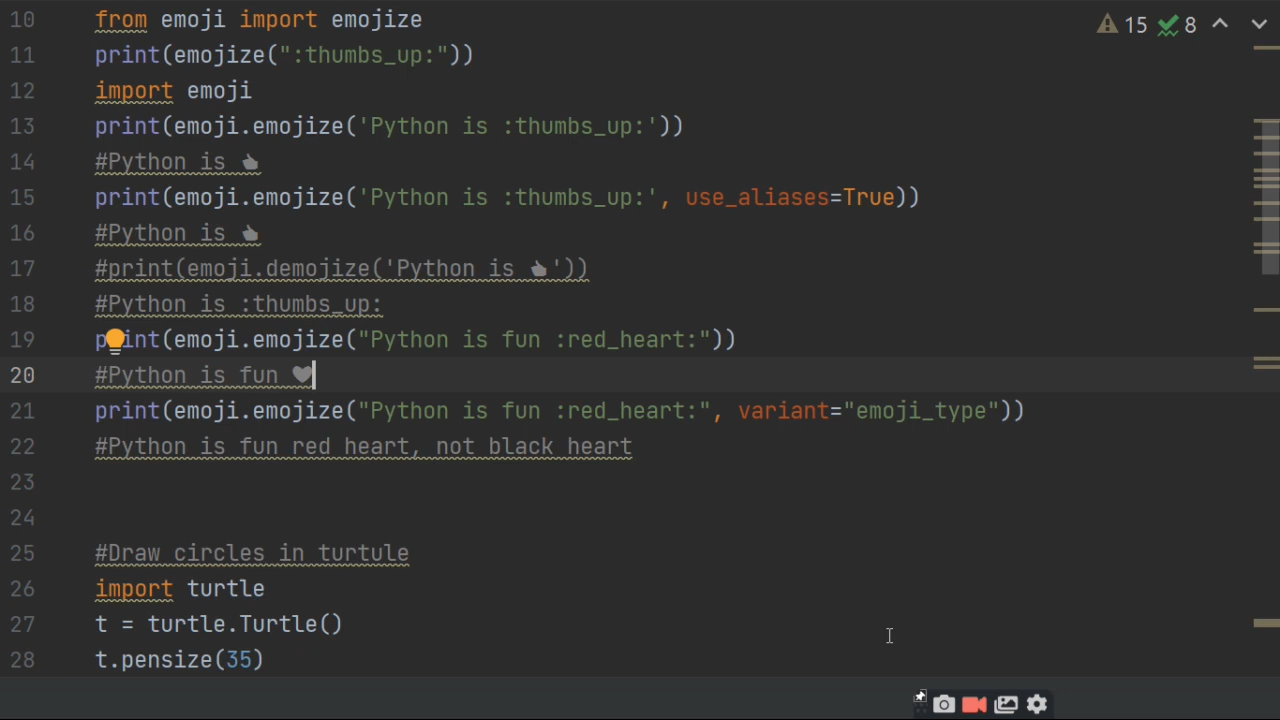 10 from emoji import emojize
11 print(emojize(":thumbs_up:"))
12 import emoji
13 print(emoji.emojize('Python is :thumbs_up:'))
14 #Python is 👍
15 print(emoji.emojize('Python is :thumbs_up:', use_aliases=True))
16 #Python is 👍
17 #print(emoji.demojize('Python is 👍'))
18 #Python is :thumbs_up:
19 print(emoji.emojize("Python is fun :red_heart:"))
20 #Python is fun ❤
21 print(emoji.emojize("Python is fun :red_heart:", variant="emoji_type"))
22 #Python is fun red heart, not black heart
23
24
25 #Draw circles in turtule
26 import turtle
27 t = turtle.Turtle()
28 t.pensize(35)
15 8